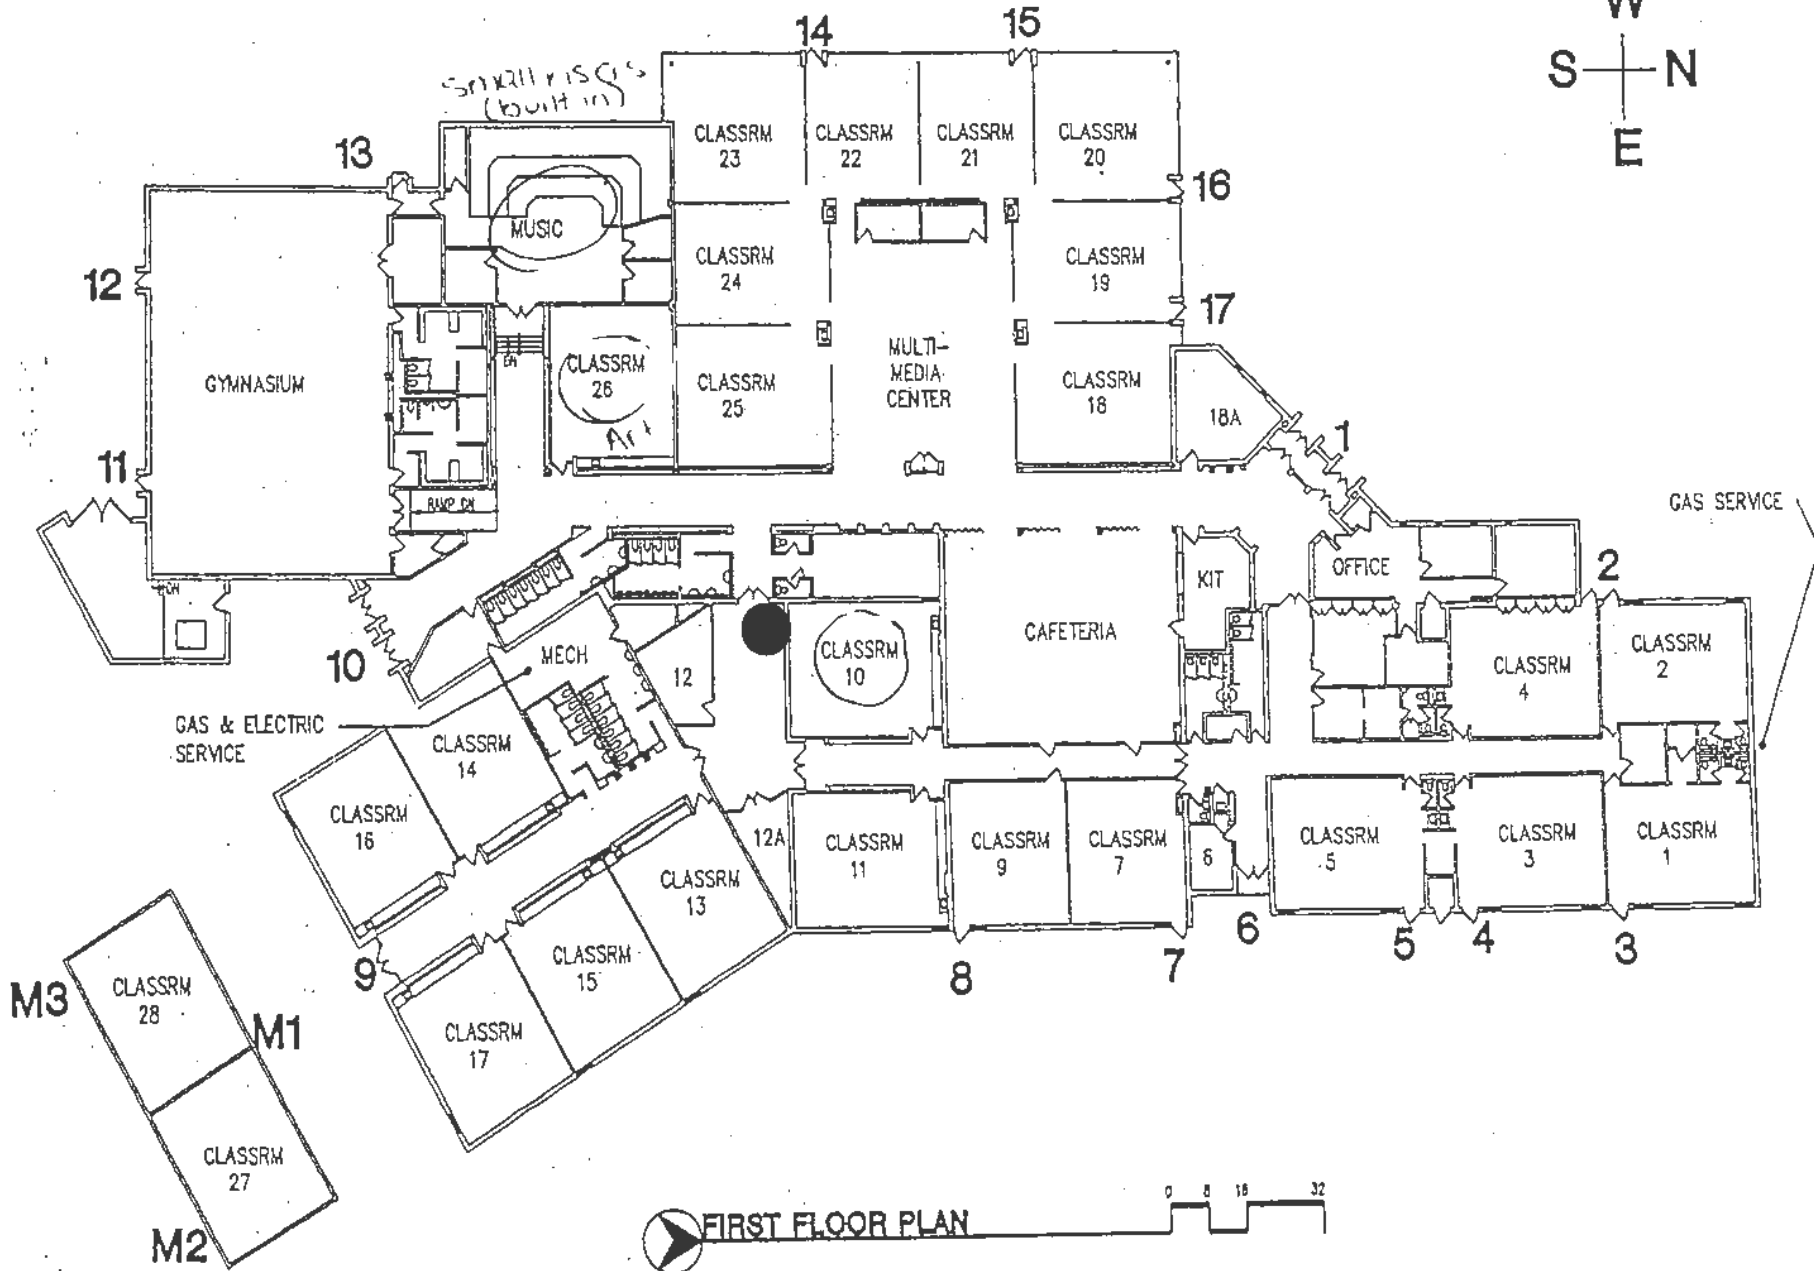 W
S N
E
14
15
Small risers
(built in)
13
CLASSRM
23
CLASSRM
22
CLASSRM
21
CLASSRM
20
16
MUSIC
CLASSRM
24
CLASSRM
19
12
17
GYMNASIUM
DN
CLASSRM
26
Art
CLASSRM
25
MULTI-
MEDIA
CENTER
CLASSRM
18
18A
1
11
RAMP DN
GAS SERVICE
DN
KIT
OFFICE
2
10
MECH
12
CLASSRM
10
CAFETERIA
CLASSRM
4
CLASSRM
2
GAS & ELECTRIC
SERVICE
CLASSRM
14
CLASSRM
16
12A
CLASSRM
11
CLASSRM
9
CLASSRM
7
6
CLASSRM
5
CLASSRM
3
CLASSRM
1
CLASSRM
13
9
CLASSRM
15
8
7
6
5
4
3
M3
CLASSRM
28
M1
CLASSRM
17
CLASSRM
27
M2
FIRST FLOOR PLAN
0 8 16 32